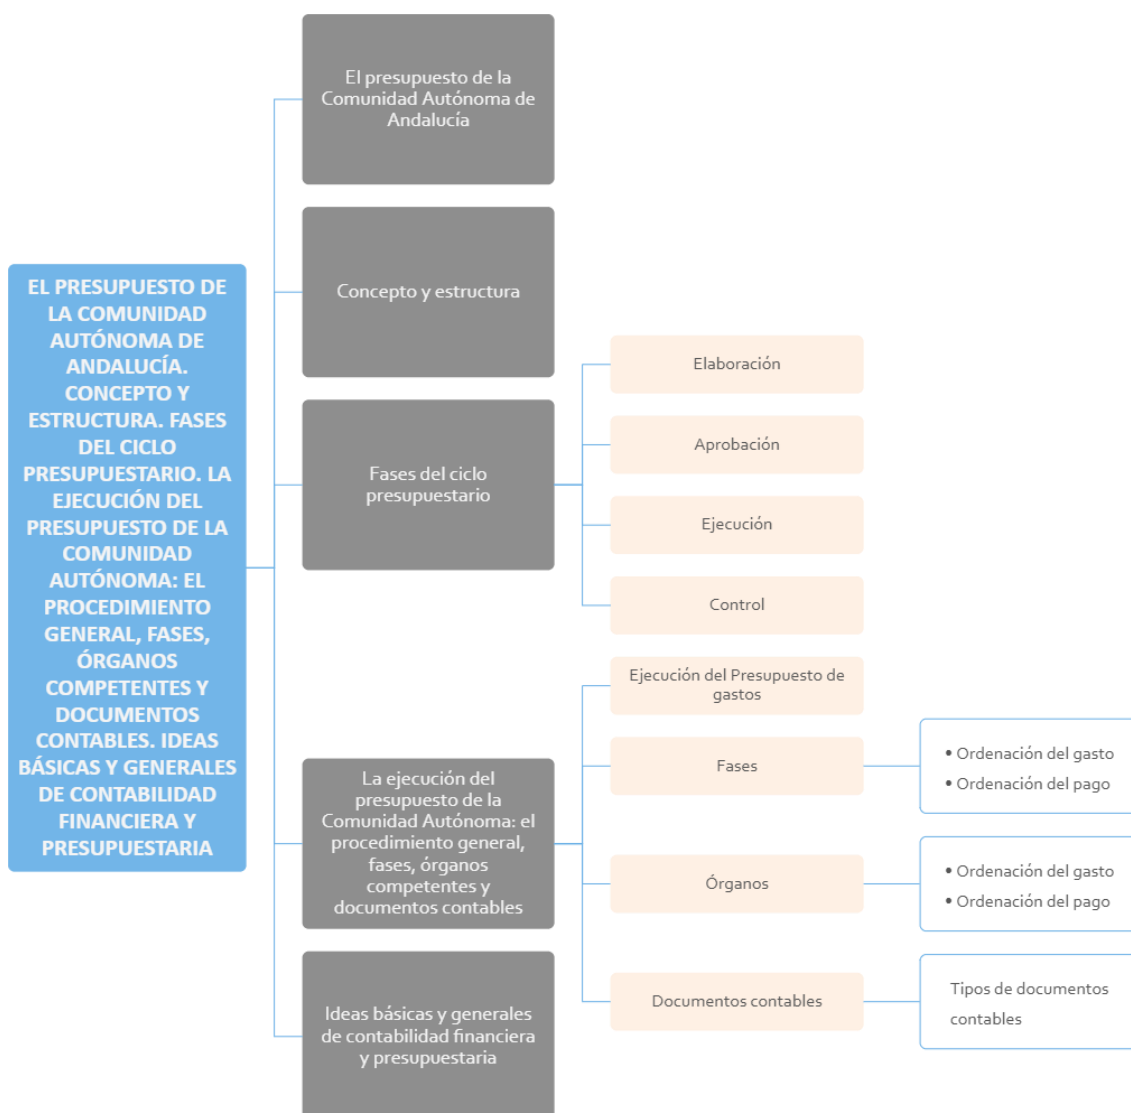 EL PRESUPUESTO DE
LA COMUNIDAD
AUTÓNOMA DE
ANDALUCÍA.
CONCEPTO Y
ESTRUCTURA. FASES
DEL CICLO
PRESUPUESTARIO. LA
EJECUCIÓN DEL
PRESUPUESTO DE LA
COMUNIDAD
AUTÓNOMA: EL
PROCEDIMIENTO
GENERAL, FASES,
ÓRGANOS
COMPETENTES Y
DOCUMENTOS
CONTABLES. IDEAS
BÁSICAS Y GENERALES
DE CONTABILIDAD
FINANCIERA Y
PRESUPUESTARIA
El presupuesto de la
Comunidad Autónoma de
Andalucía
Concepto y estructura
Fases del ciclo
presupuestario
Elaboración
Aprobación
Ejecución
Control
La ejecución del
presupuesto de la
Comunidad Autónoma: el
procedimiento general,
fases, órganos
competentes y
documentos contables
Ejecución del Presupuesto de
gastos
Fases
• Ordenación del gasto
• Ordenación del pago
Órganos
• Ordenación del gasto
• Ordenación del pago
Documentos contables
Tipos de documentos
contables
Ideas básicas y generales
de contabilidad financiera
y presupuestaria